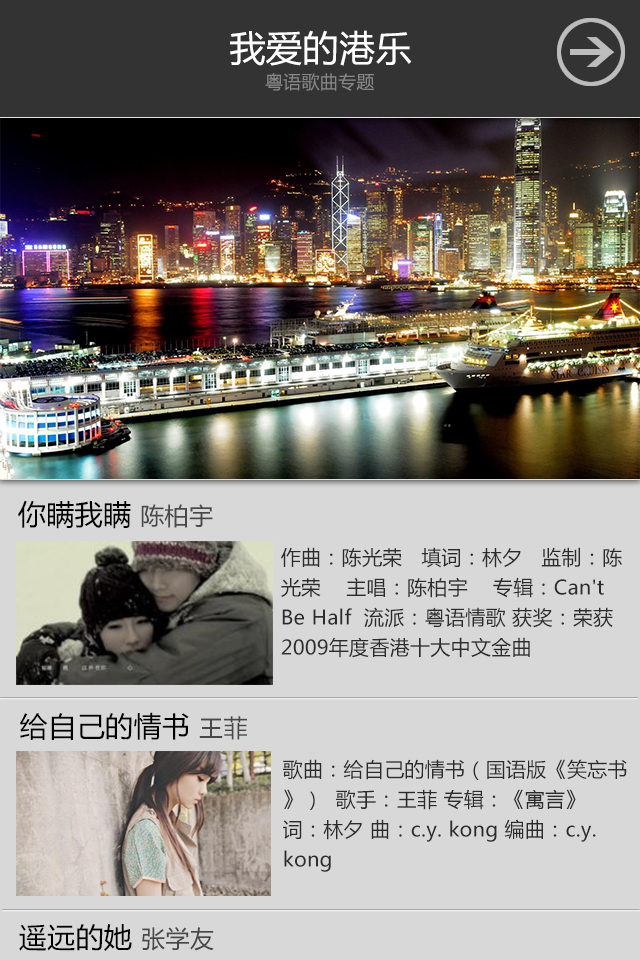 我爱的港乐
粤语歌曲专题
你瞒我瞒 陈柏宇
作曲：陈光荣 填词：林夕 监制：陈
光荣 主唱：陈柏宇 专辑：Can't
Be Half 流派：粤语情歌 获奖：荣获
2009年度香港十大中文金曲
给自己的情书 王菲
歌曲：给自己的情书（国语版《笑忘书
》） 歌手：王菲 专辑：《寓言》
词：林夕 曲：c.y. kong 编曲：c.y.
kong
遥远的她 张学友